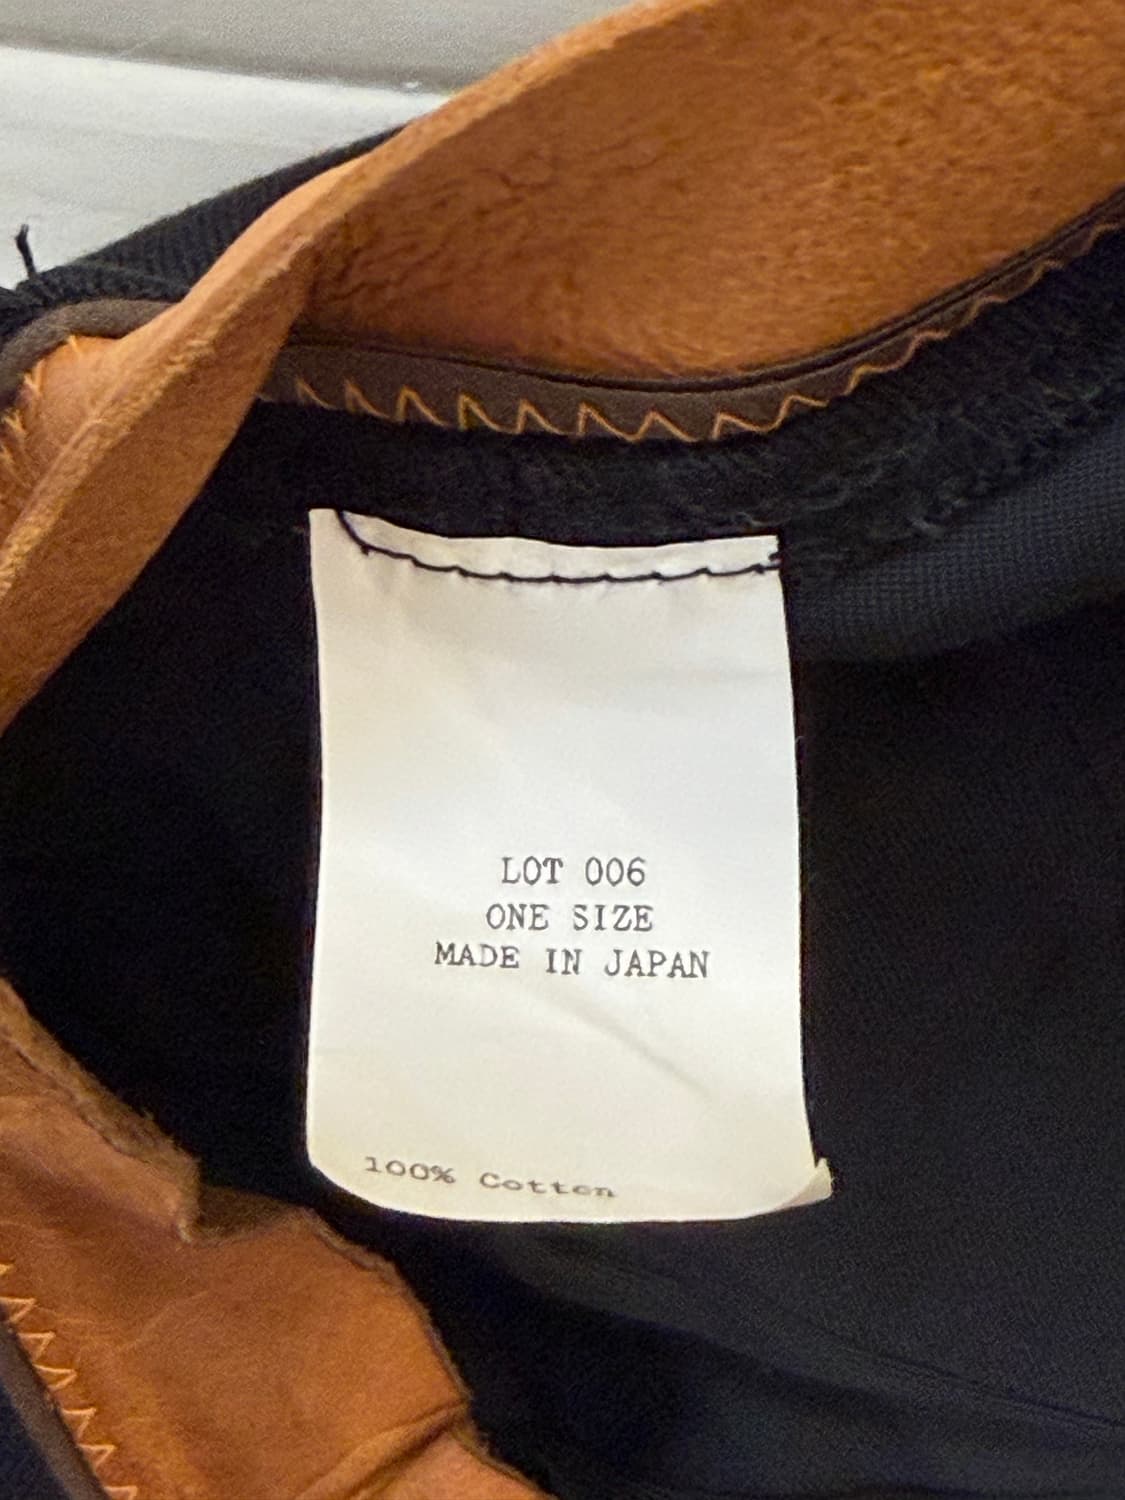 LOT 006
ONE SIZE
MADE IN JAPAN
100% Cotton